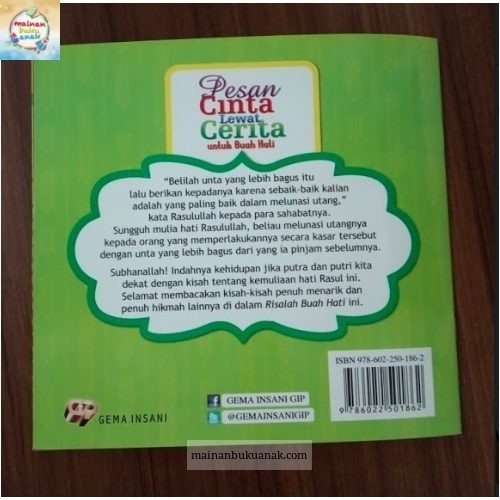 mainan
buku
anak
Pesan
Cinta
Lewat
Cerita
untuk Buah Hati
"Belilah unta yang lebih bagus itu
lalu berikan kepadanya karena sebaik-baik kalian
adalah yang paling baik dalam melunasi utang,"
kata Rasulullah kepada para sahabatnya.
Sungguh mulia hati Rasulullah, beliau melunasi utangnya
kepada orang yang memperlakukannya secara kasar tersebut
dengan unta yang lebih bagus dari yang ia pinjam sebelumnya.
Subhanallah! Indahnya kehidupan jika putra dan putri kita
dekat dengan kisah tentang kemuliaan hati Rasul ini.
Selamat membacakan kisah-kisah penuh menarik dan
penuh hikmah lainnya di dalam Risalah Buah Hati ini.
ISBN 978-602-250-186-2
9 786022 501862
GIP
GEMA INSANI
GEMA INSANI GIP
@GEMAINSANIGIP
mainanbukuanak.com